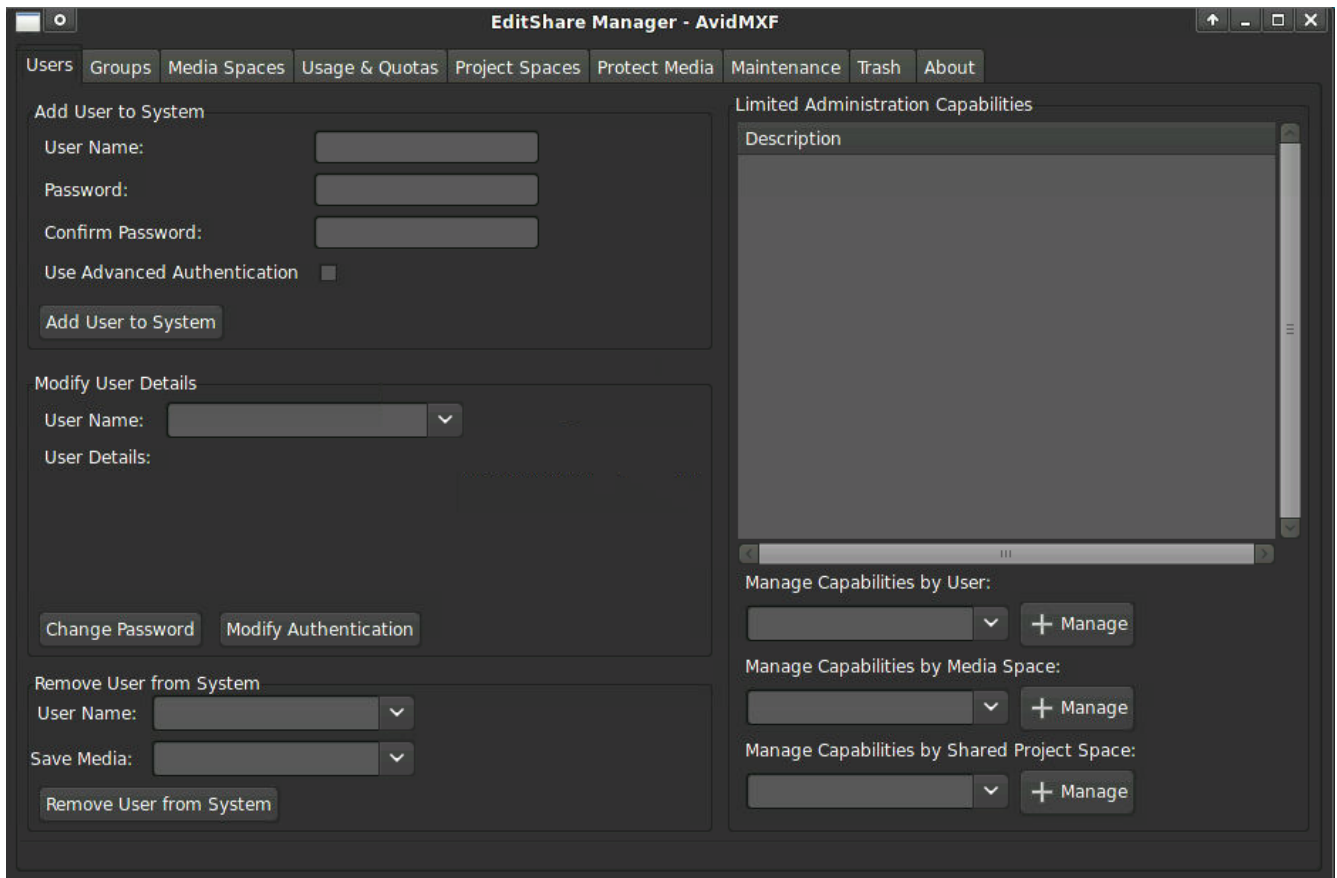 EditShare Manager - AvidMXF
Users Groups Media Spaces Usage & Quotas Project Spaces Protect Media Maintenance Trash About
Add User to System
User Name:
Password:
Confirm Password:
Use Advanced Authentication
Add User to System
Modify User Details
User Name:
User Details:
Change Password Modify Authentication
Remove User from System
User Name:
Save Media:
Remove User from System
Limited Administration Capabilities
Description
Manage Capabilities by User:
Manage
Manage Capabilities by Media Space:
Manage
Manage Capabilities by Shared Project Space:
Manage